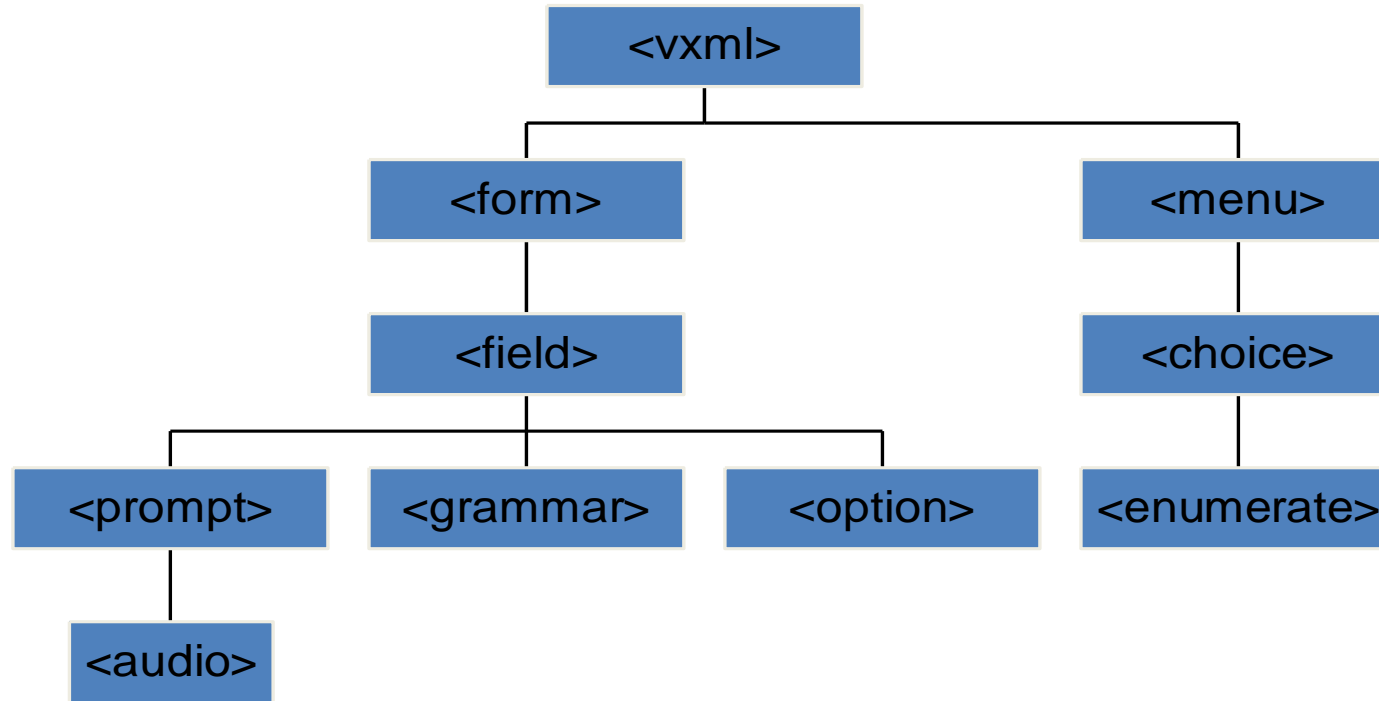 <vxml>
<form>
<menu>
<field>
<choice>
<prompt>
<grammar>
<option>
<enumerate>
<audio>